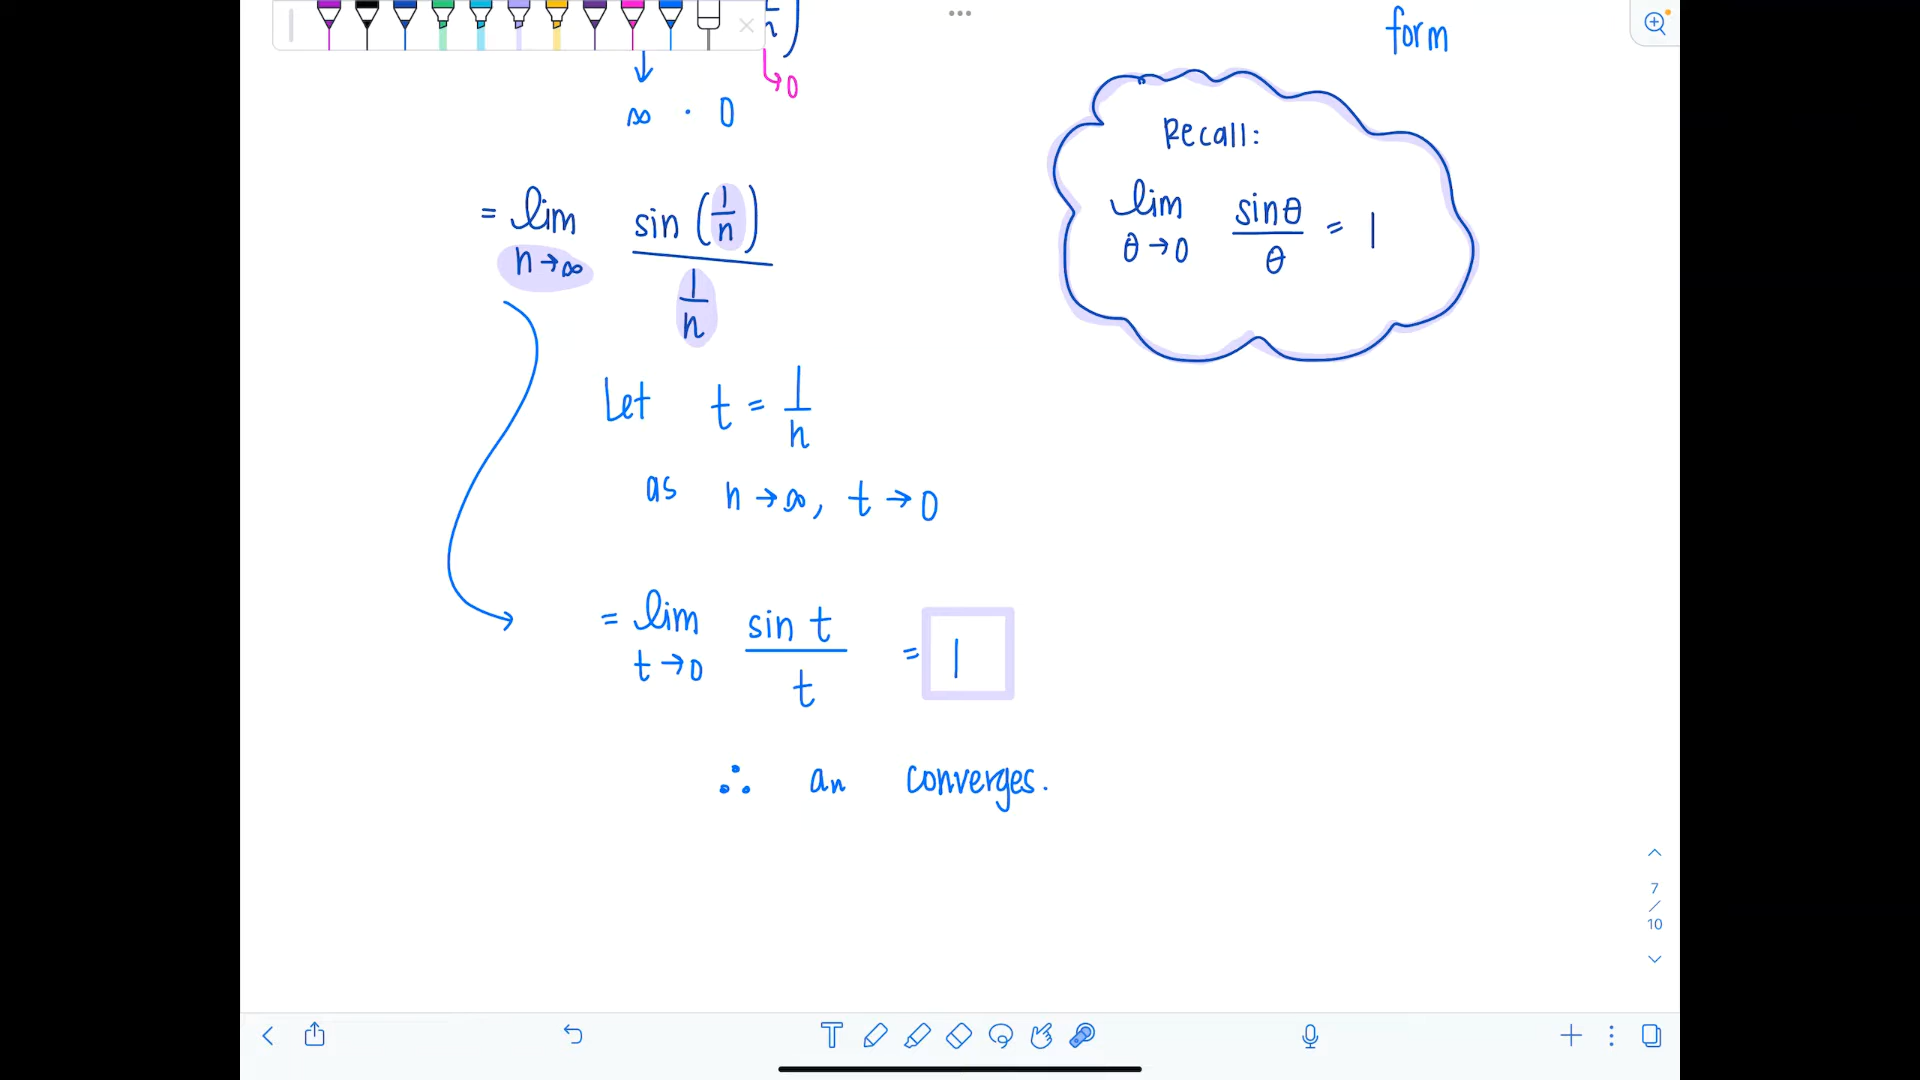 form
→ 0
∞ · 0
Recall:
lim θ→0 sinθ / θ = 1
= lim n→∞ sin (1/n) / 1/n
Let t = 1/n
as n → ∞, t → 0
= lim t→0 sin t / t = 1
∴ an converges.
7
/
10
T